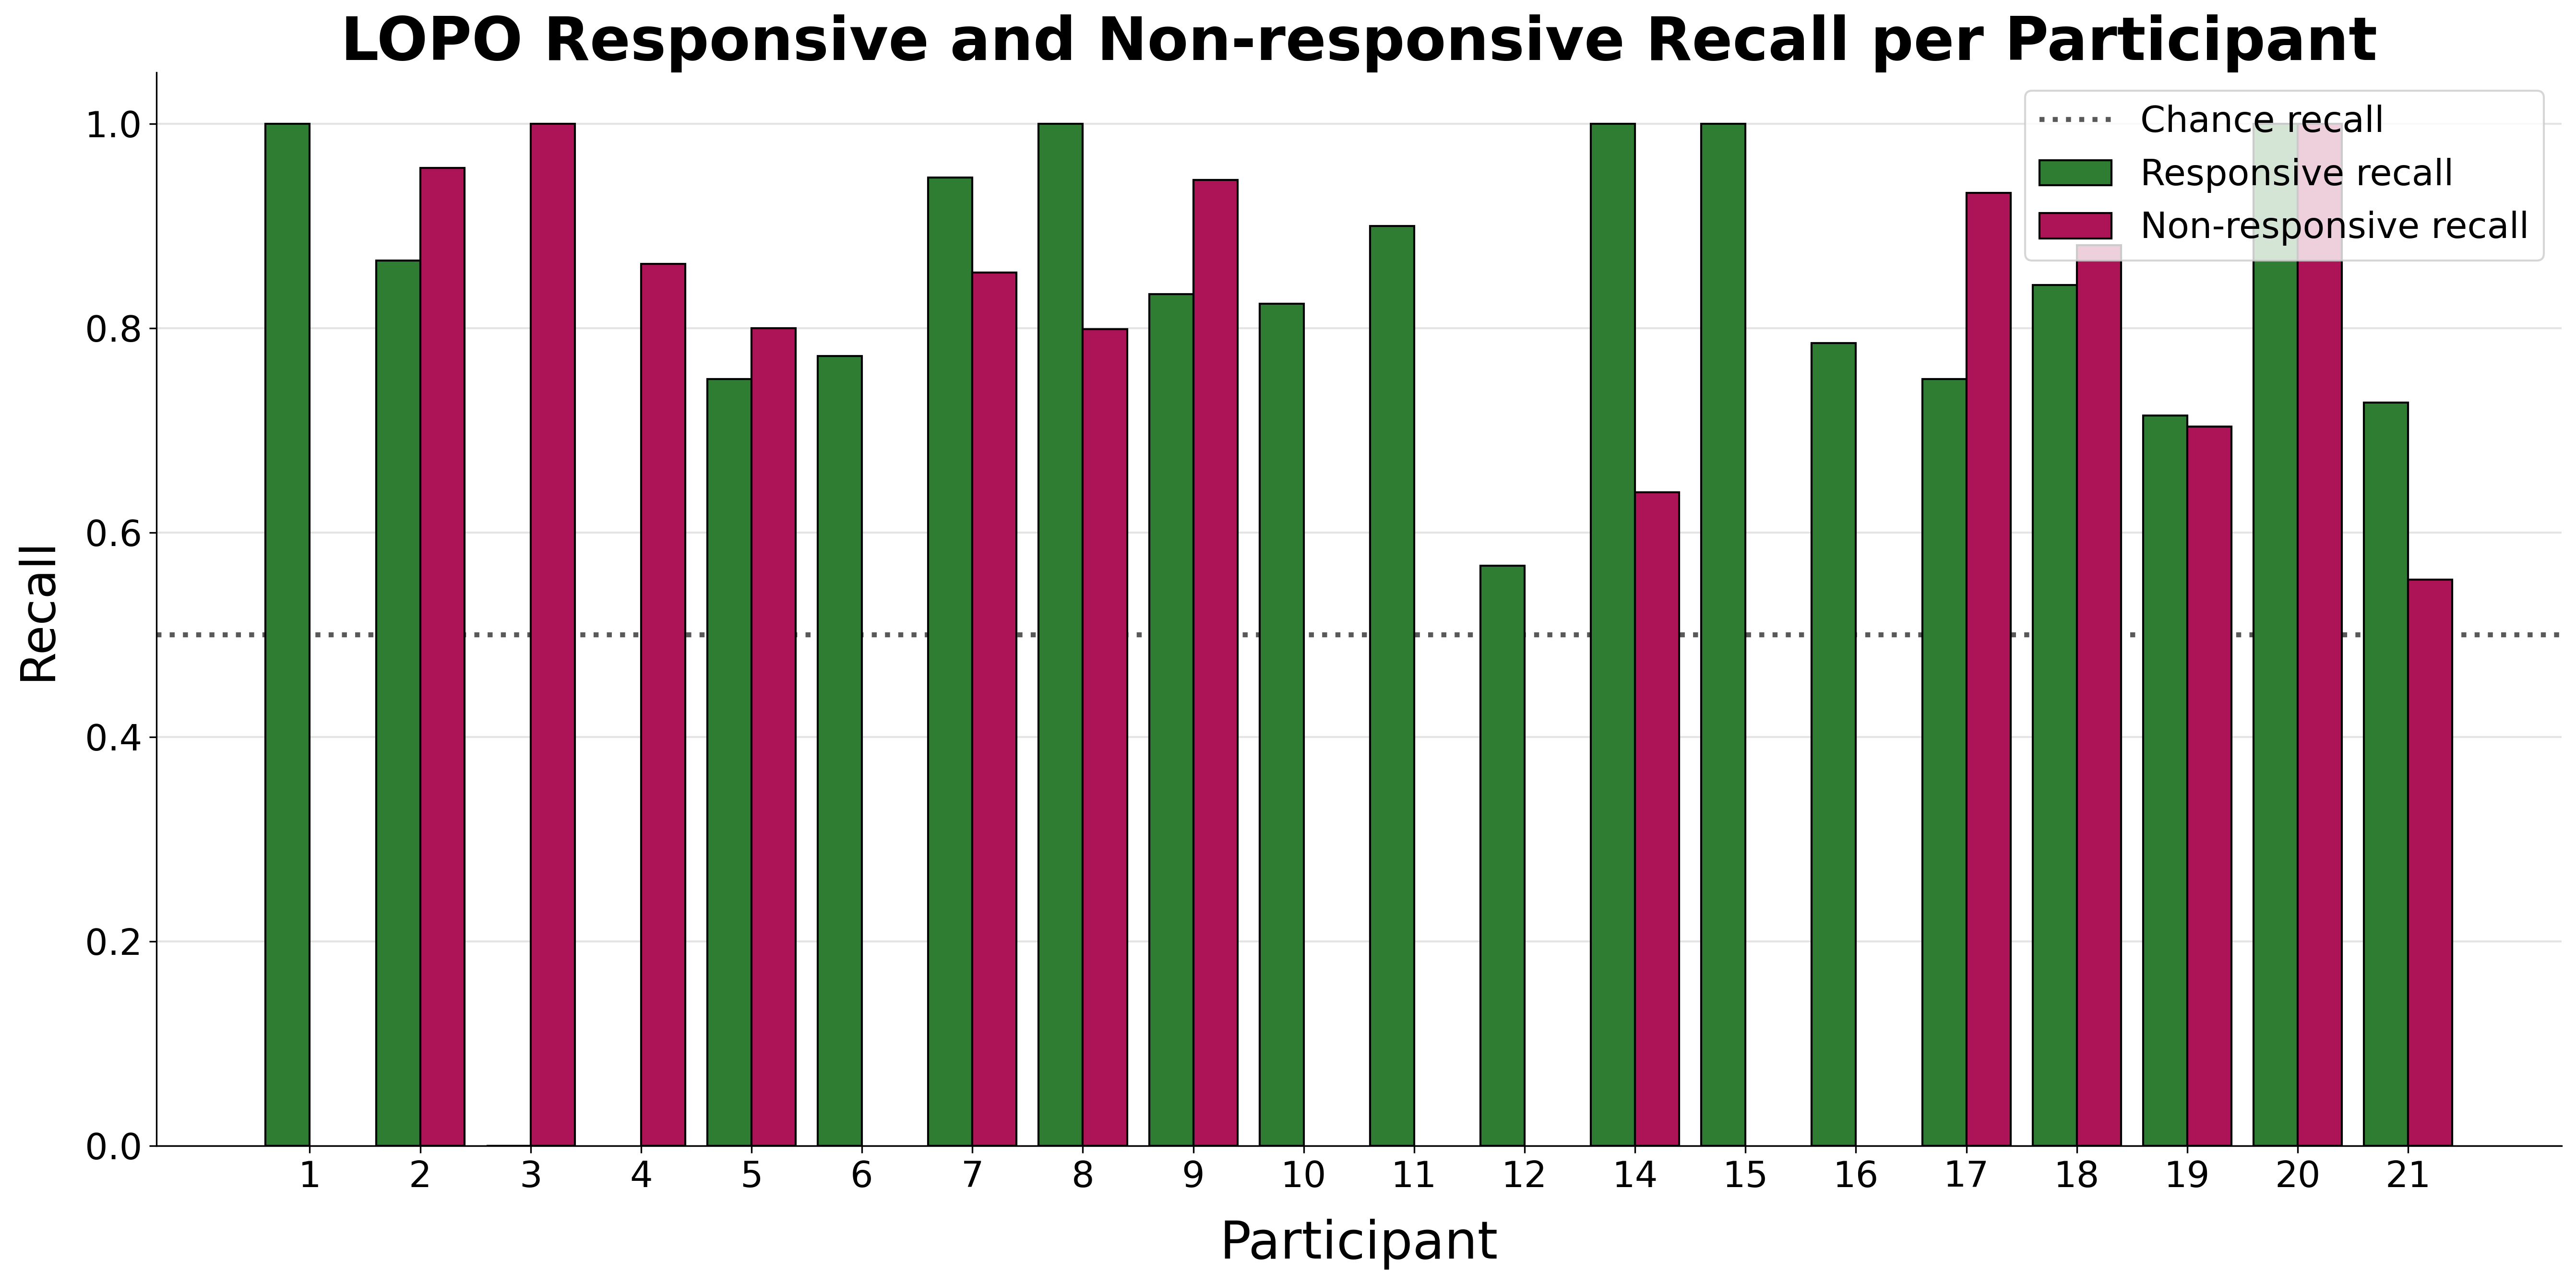 LOPO Responsive and Non-responsive Recall per Participant
Chance recall
Responsive recall
Non-responsive recall
Recall
1.0
0.8
0.6
0.4
0.2
0.0
1 2 3 4 5 6 7 8 9 10 11 12 14 15 16 17 18 19 20 21
Participant